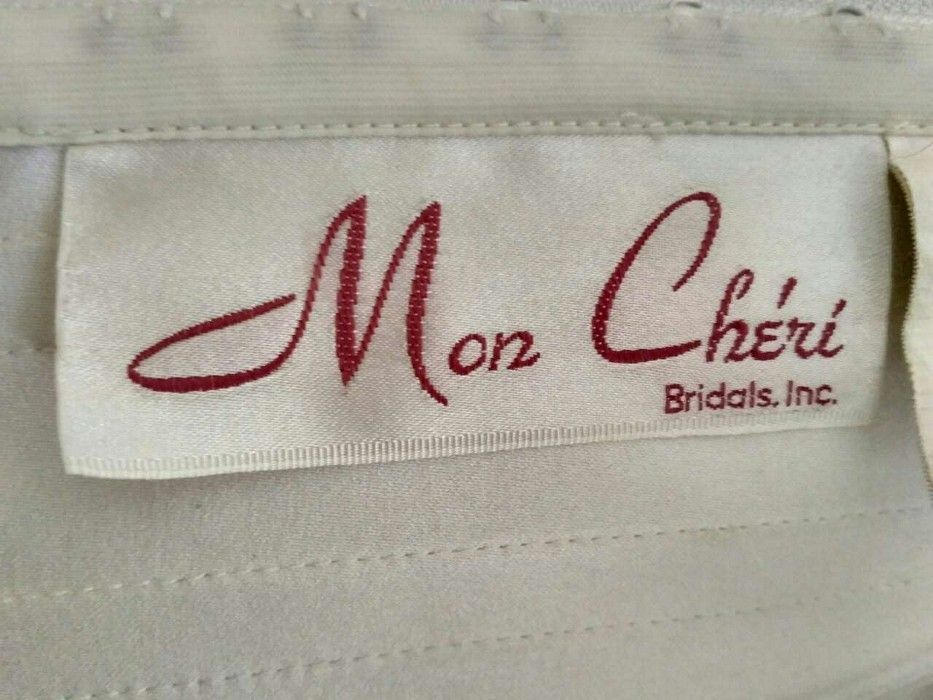 Mon Chéri
Bridals, Inc.